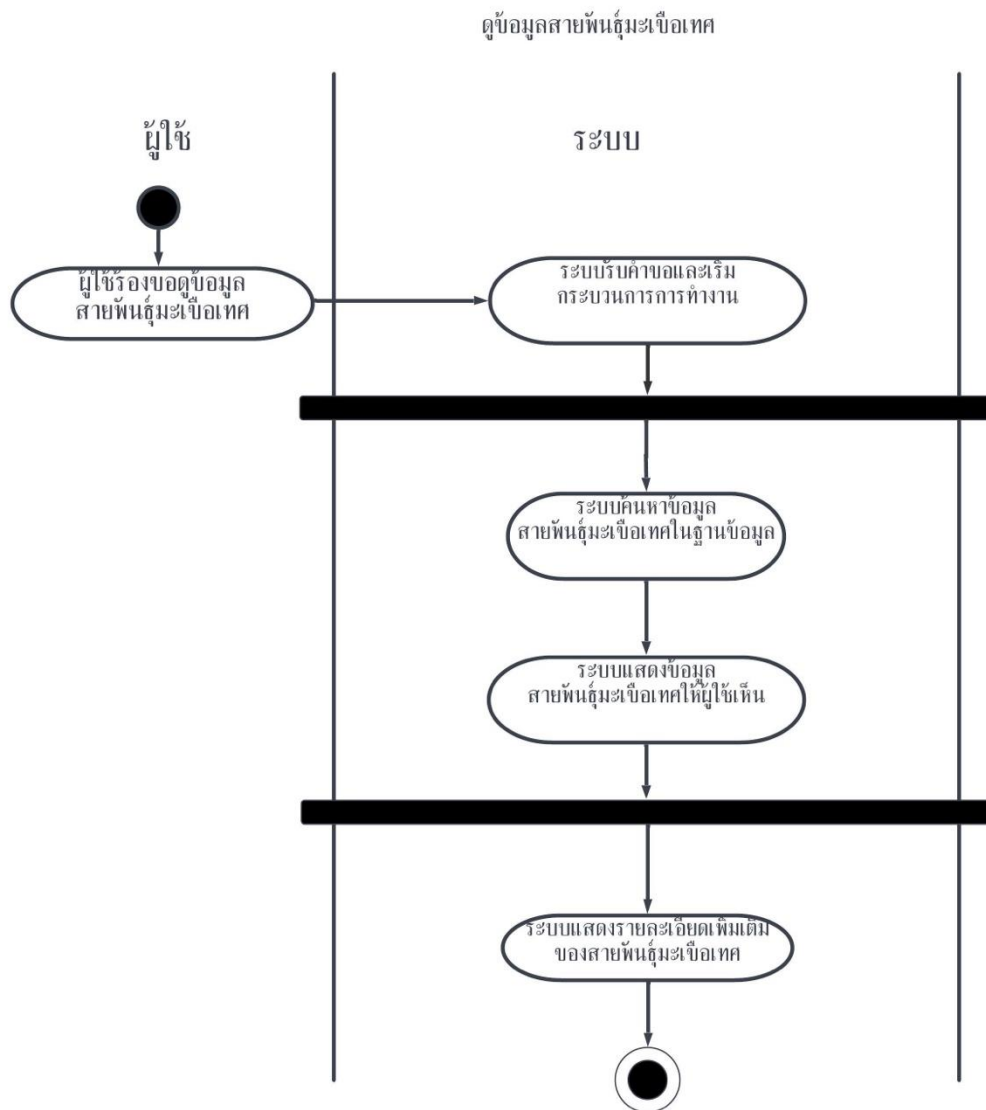 ดูข้อมูลสายพันธุ์มะเขือเทศ
ผู้ใช้
ระบบ
ผู้ใช้ร้องขอดูข้อมูล
สายพันธุ์มะเขือเทศ
ระบบรับคำขอและเริ่ม
กระบวนการการทำงาน
ระบบค้นหาข้อมูล
สายพันธุ์มะเขือเทศในฐานข้อมูล
ระบบแสดงข้อมูล
สายพันธุ์มะเขือเทศให้ผู้ใช้เห็น
ระบบแสดงรายละเอียดเพิ่มเติม
ของสายพันธุ์มะเขือเทศ